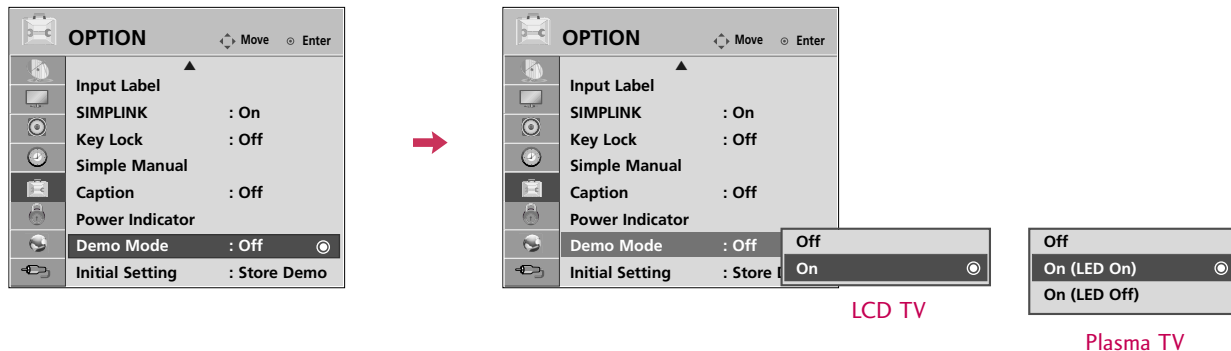 OPTION Move Enter
Input Label
SIMPLINK : On
Key Lock : Off
Simple Manual
Caption : Off
Power Indicator
Demo Mode : Off
Initial Setting : Store Demo
OPTION Move Enter
Input Label
SIMPLINK : On
Key Lock : Off
Simple Manual
Caption : Off
Power Indicator
Demo Mode : Off
Initial Setting : Store
Off
On
LCD TV
Off
On (LED On)
On (LED Off)
Plasma TV